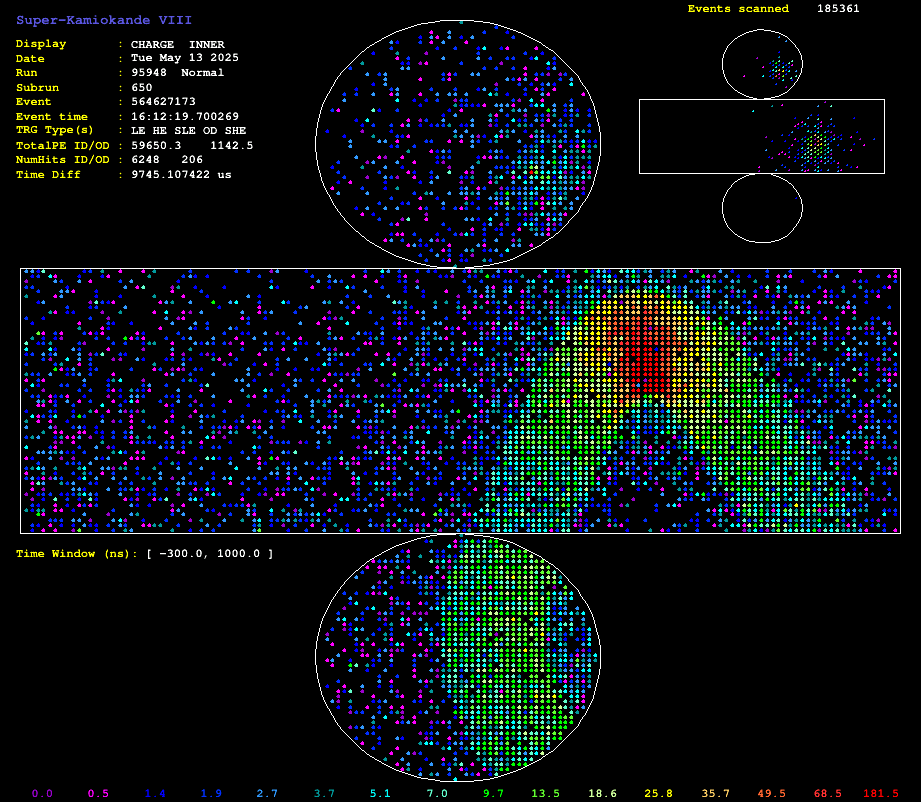 Super-Kamiokande VIII
Events scanned 185361
Display : CHARGE INNER
Date : Tue May 13 2025
Run : 95948 Normal
Subrun : 650
Event : 564627173
Event time : 16:12:19.700269
TRG Type(s) : LE HE SLE OD SHE
TotalPE ID/OD : 59650.3 1142.5
NumHits ID/OD : 6248 206
Time Diff : 9745.107422 us
Time Window (ns): [ -300.0, 1000.0 ]
0.0 0.5 1.4 1.9 2.7 3.7 5.1 7.0 9.7 13.5 18.6 25.8 35.7 49.5 68.5 181.5